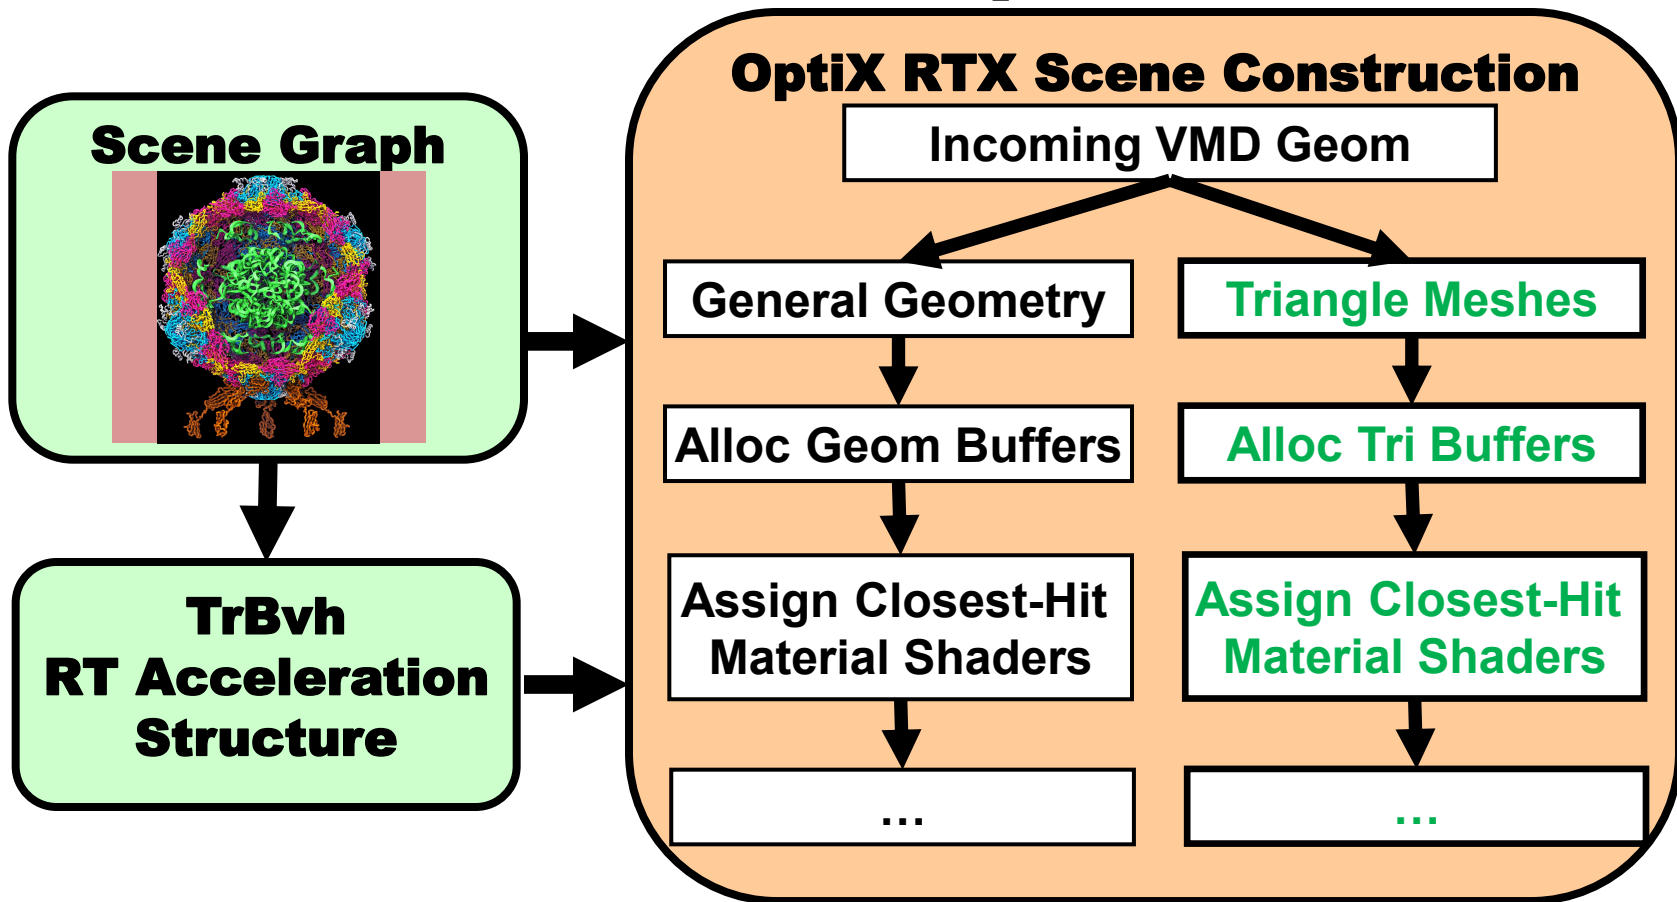 OptiX RTX Scene Construction
Scene Graph
Incoming VMD Geom
General Geometry
Triangle Meshes
Alloc Geom Buffers
Alloc Tri Buffers
Assign Closest-Hit
Material Shaders
Assign Closest-Hit
Material Shaders
TrBvh
RT Acceleration
Structure
...
...